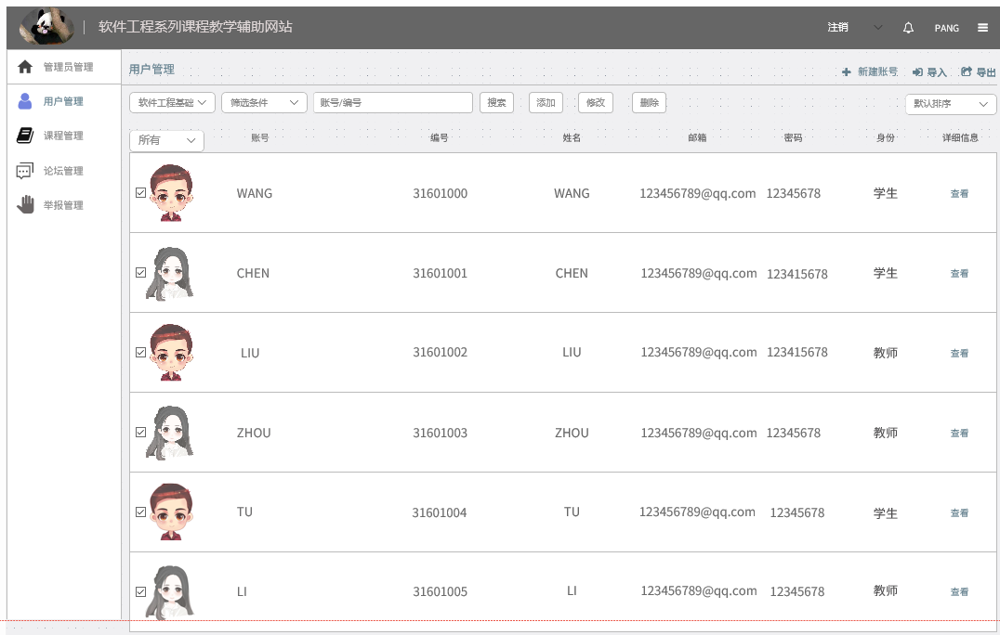 软件工程系列课程教学辅助网站 注销 PANG
管理员管理
用户管理
课程管理
论坛管理
举报管理
用户管理 新建账号 导入 导出
软件工程基础 筛选条件 账号/编号 搜索 添加 修改 删除 默认排序
所有 账号 编号 姓名 邮箱 密码 身份 详细信息
WANG 31601000 WANG 123456789@qq.com 12345678 学生 查看
CHEN 31601001 CHEN 123456789@qq.com 123415678 学生 查看
LIU 31601002 LIU 123456789@qq.com 123415678 教师 查看
ZHOU 31601003 ZHOU 123456789@qq.com 12345678 教师 查看
TU 31601004 TU 123456789@qq.com 12345678 学生 查看
LI 31601005 LI 123456789@qq.com 12345678 教师 查看